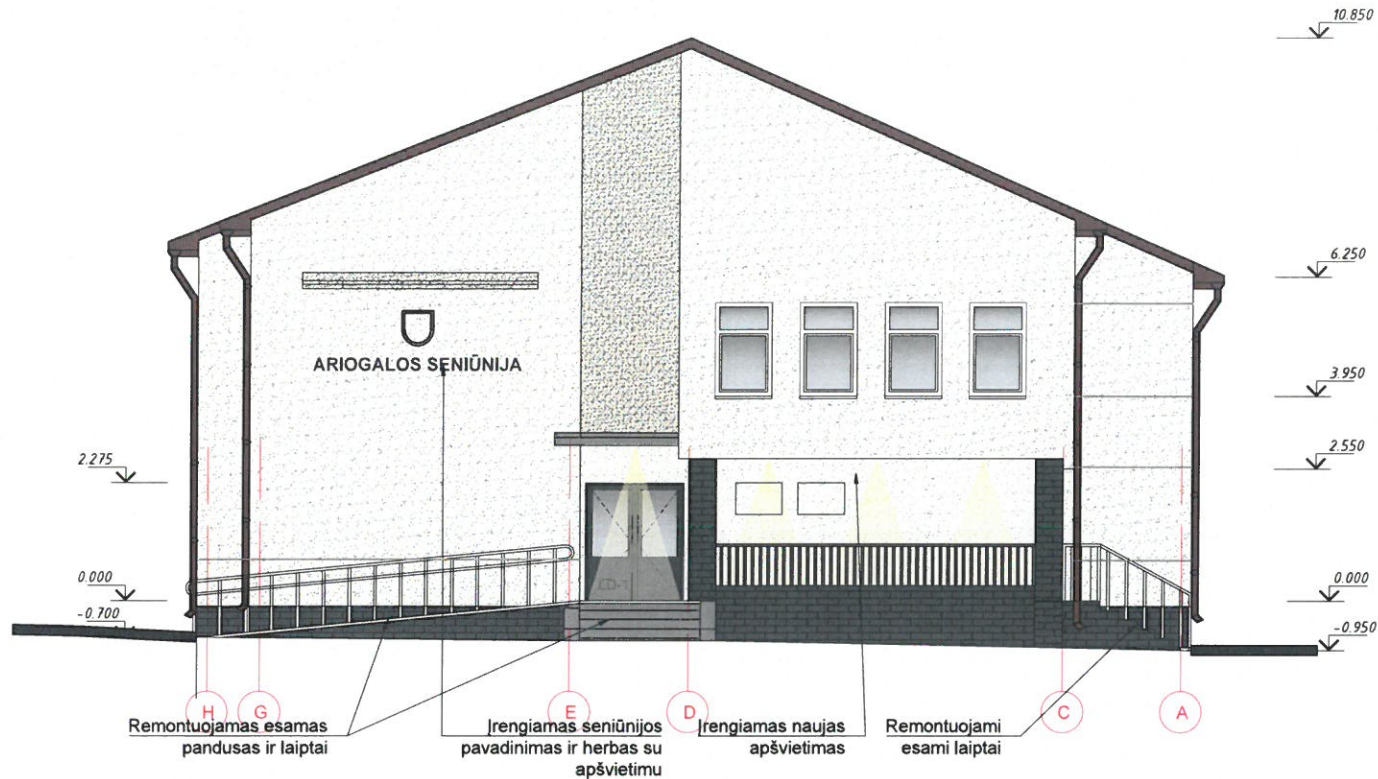 10.850
6.250
ARIOGALOS SENIŪNIJA
3.950
2.275
2.550
0.000
0.000
-0.700
-0.950
H
G
E
D
C
A
Remontuojamas esamas
pandusas ir laiptai
Įrengiamas seniūnijos
pavadinimas ir herbas su
apšvietimu
Įrengiamas naujas
apšvietimas
Remontuojami
esami laiptai